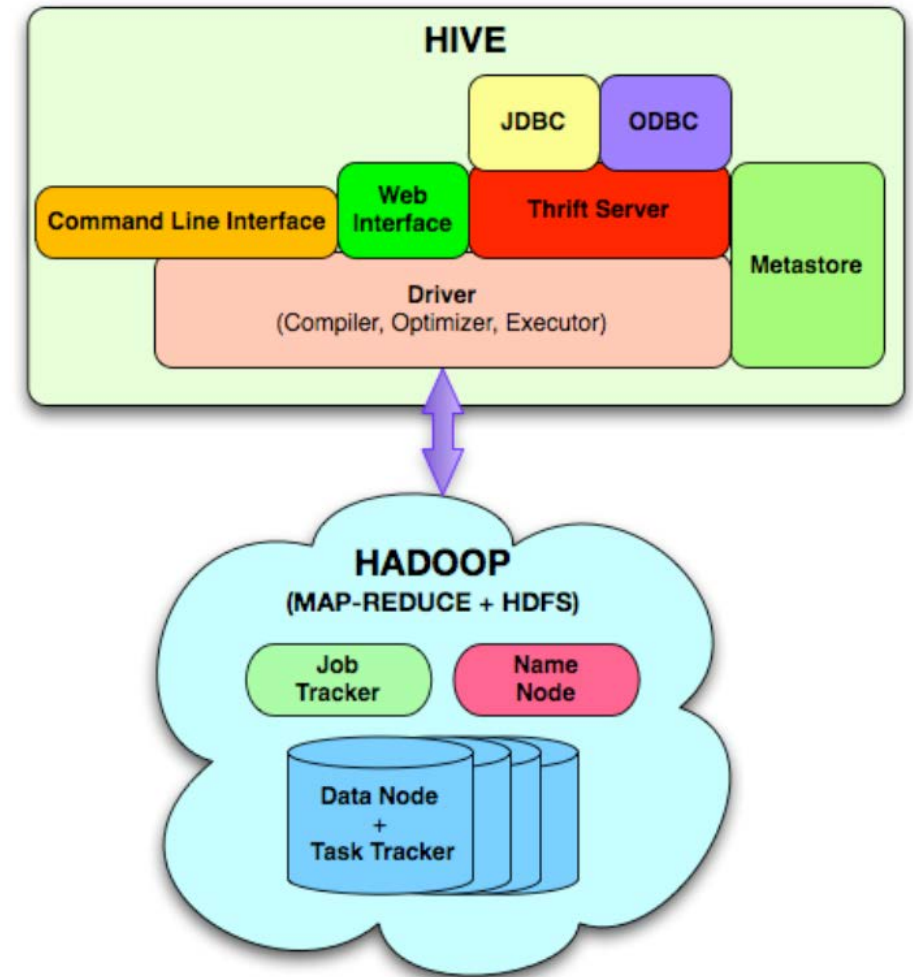 HIVE
JDBC
ODBC
Command Line Interface
Web
Interface
Thrift Server
Metastore
Driver
(Compiler, Optimizer, Executor)
HADOOP
(MAP-REDUCE + HDFS)
Job
Tracker
Name
Node
Data Node
+
Task Tracker